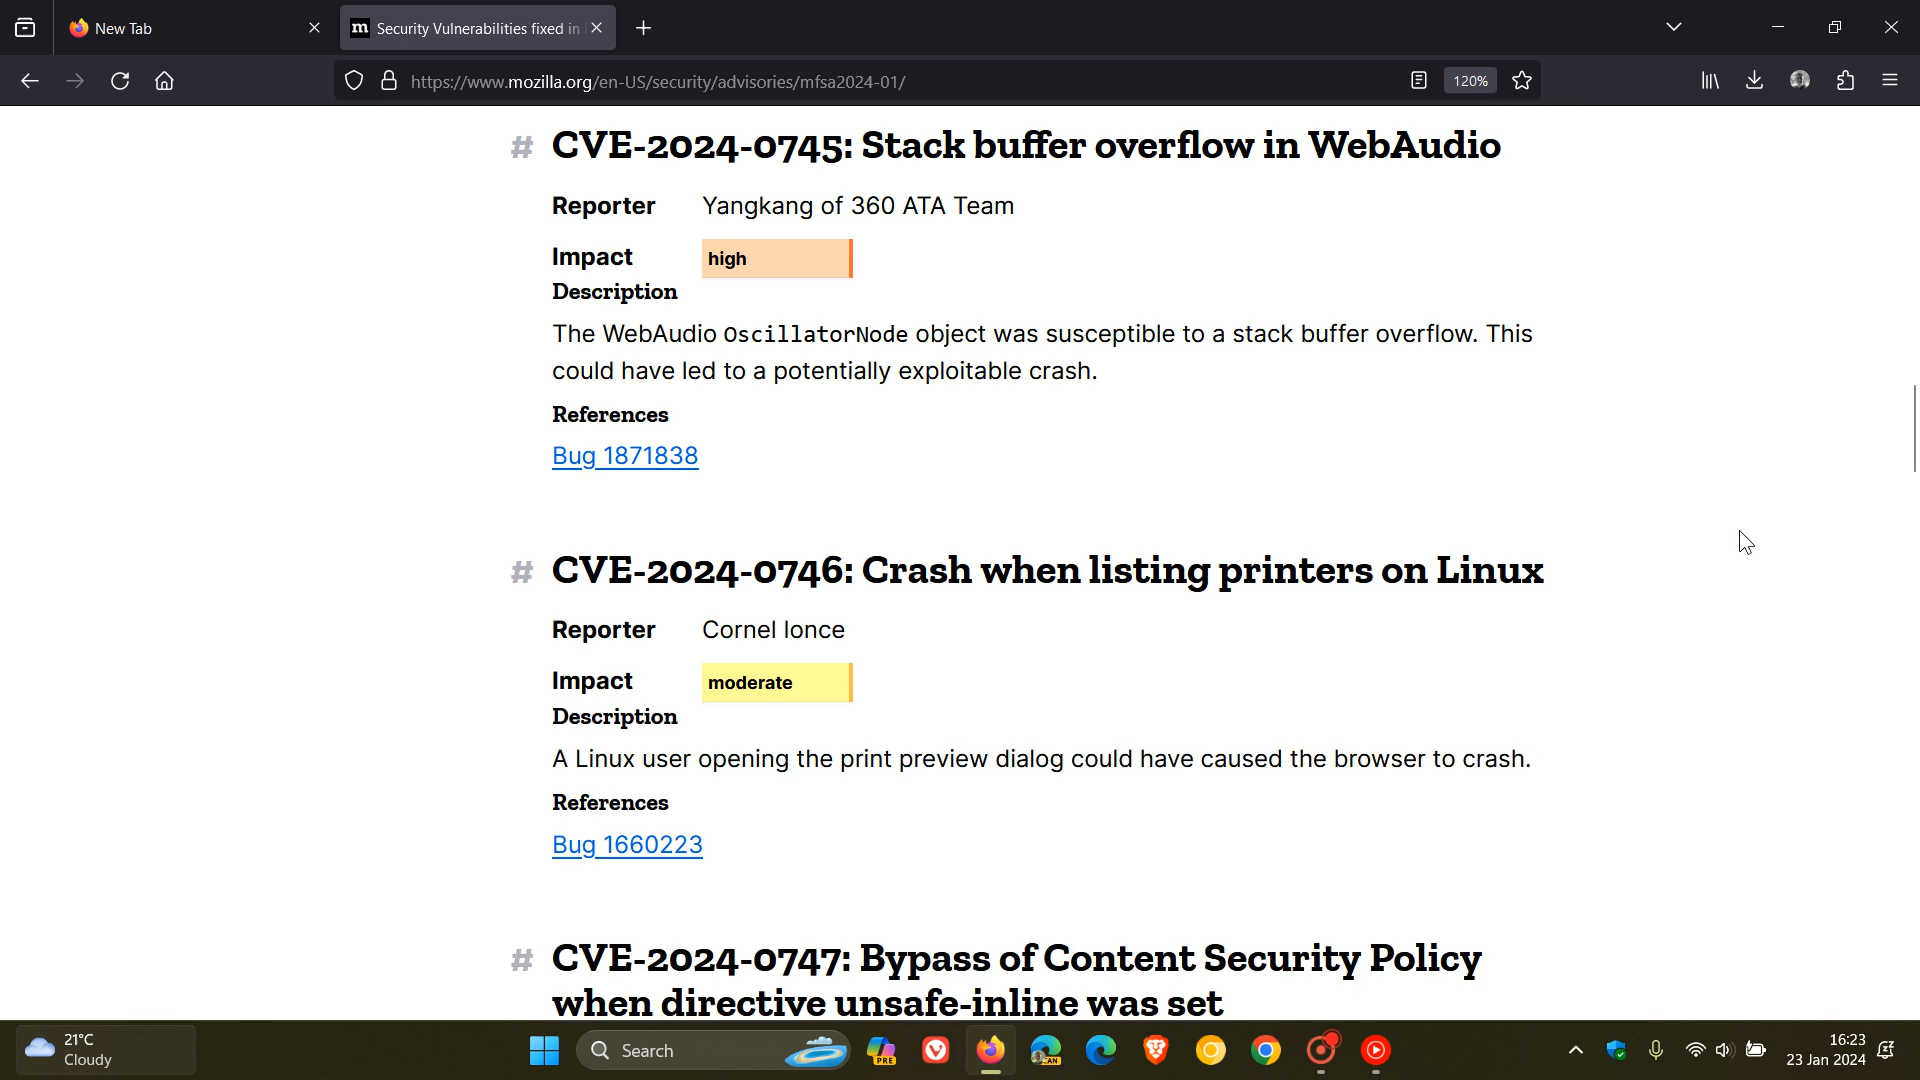 New Tab
m Security Vulnerabilities fixed in
https://www.mozilla.org/en-US/security/advisories/mfsa2024-01/
120%
# CVE-2024-0745: Stack buffer overflow in WebAudio
Reporter Yangkang of 360 ATA Team
Impact high
Description
The WebAudio OscillatorNode object was susceptible to a stack buffer overflow. This
could have led to a potentially exploitable crash.
References
Bug 1871838
# CVE-2024-0746: Crash when listing printers on Linux
Reporter Cornel Ionce
Impact moderate
Description
A Linux user opening the print preview dialog could have caused the browser to crash.
References
Bug 1660223
# CVE-2024-0747: Bypass of Content Security Policy
when directive unsafe-inline was set
21°C
Cloudy
Search
PRE
CAN
16:23
23 Jan 2024